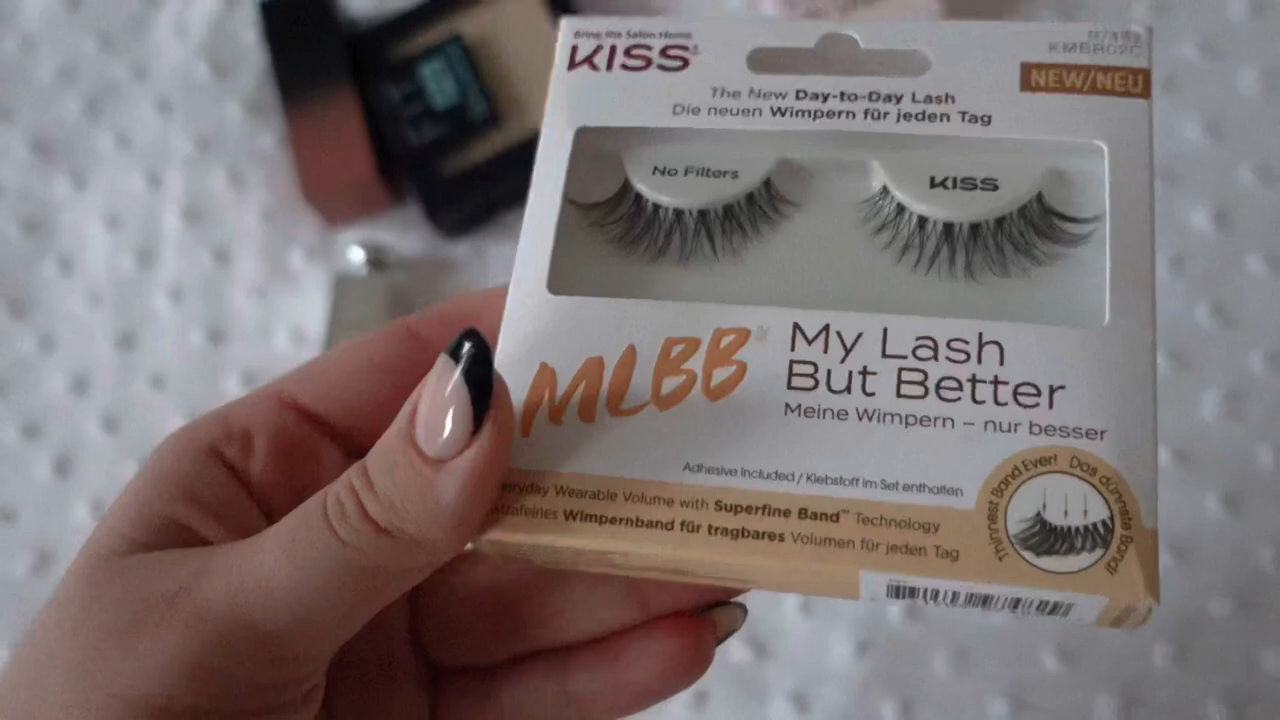 Bring the Salon Home
KISS
KMBB02C
NEW/NEU
The New Day-to-Day Lash
Die neuen Wimpern für jeden Tag
No Filters
KISS
MLBB
My Lash
But Better
Meine Wimpern – nur besser
Adhesive Included / Klebstoff im Set enthalten
Wearable Volume with Superfine Band™ Technology
Wimpernband für tragbares Volumen für jeden Tag
Thinnest Band Ever! Das dünnste Band!